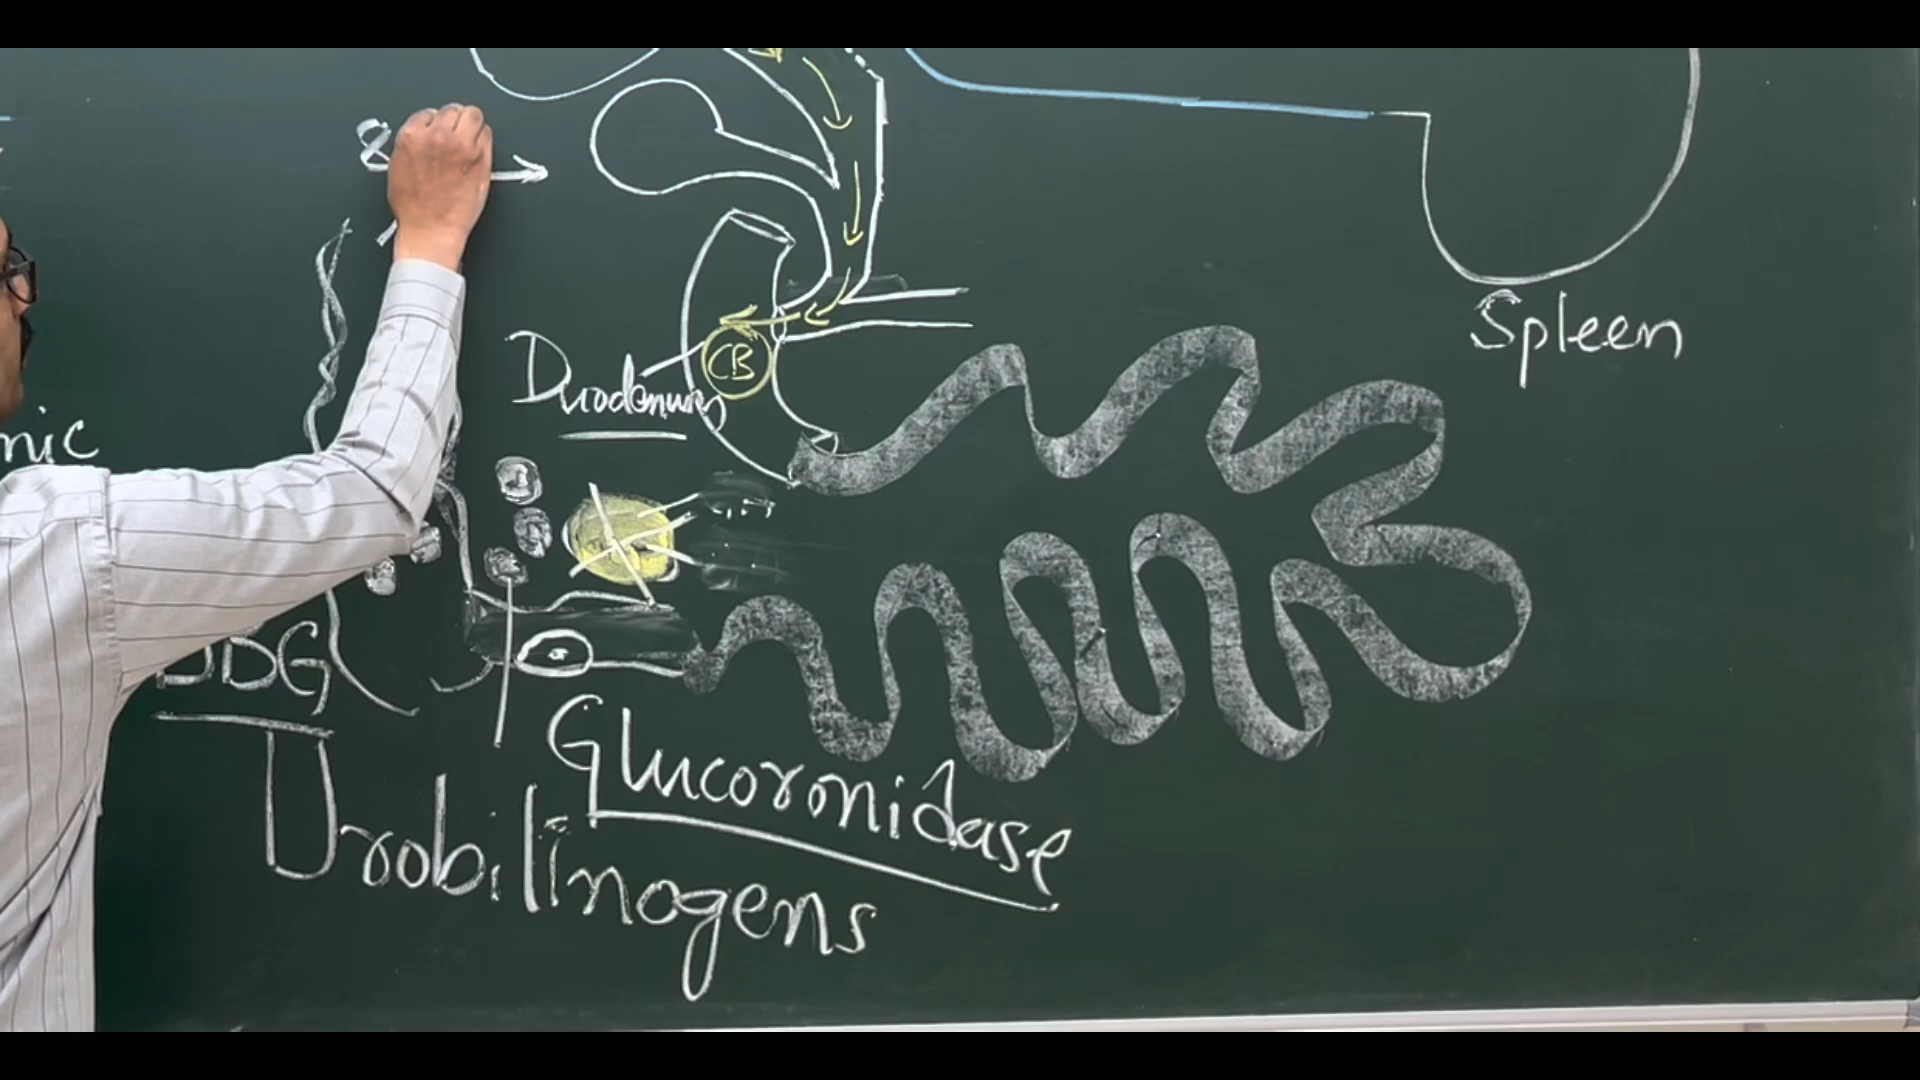 Spleen
CB
Duodenum
nic
DG
Glucoronidase
Urobilinogens